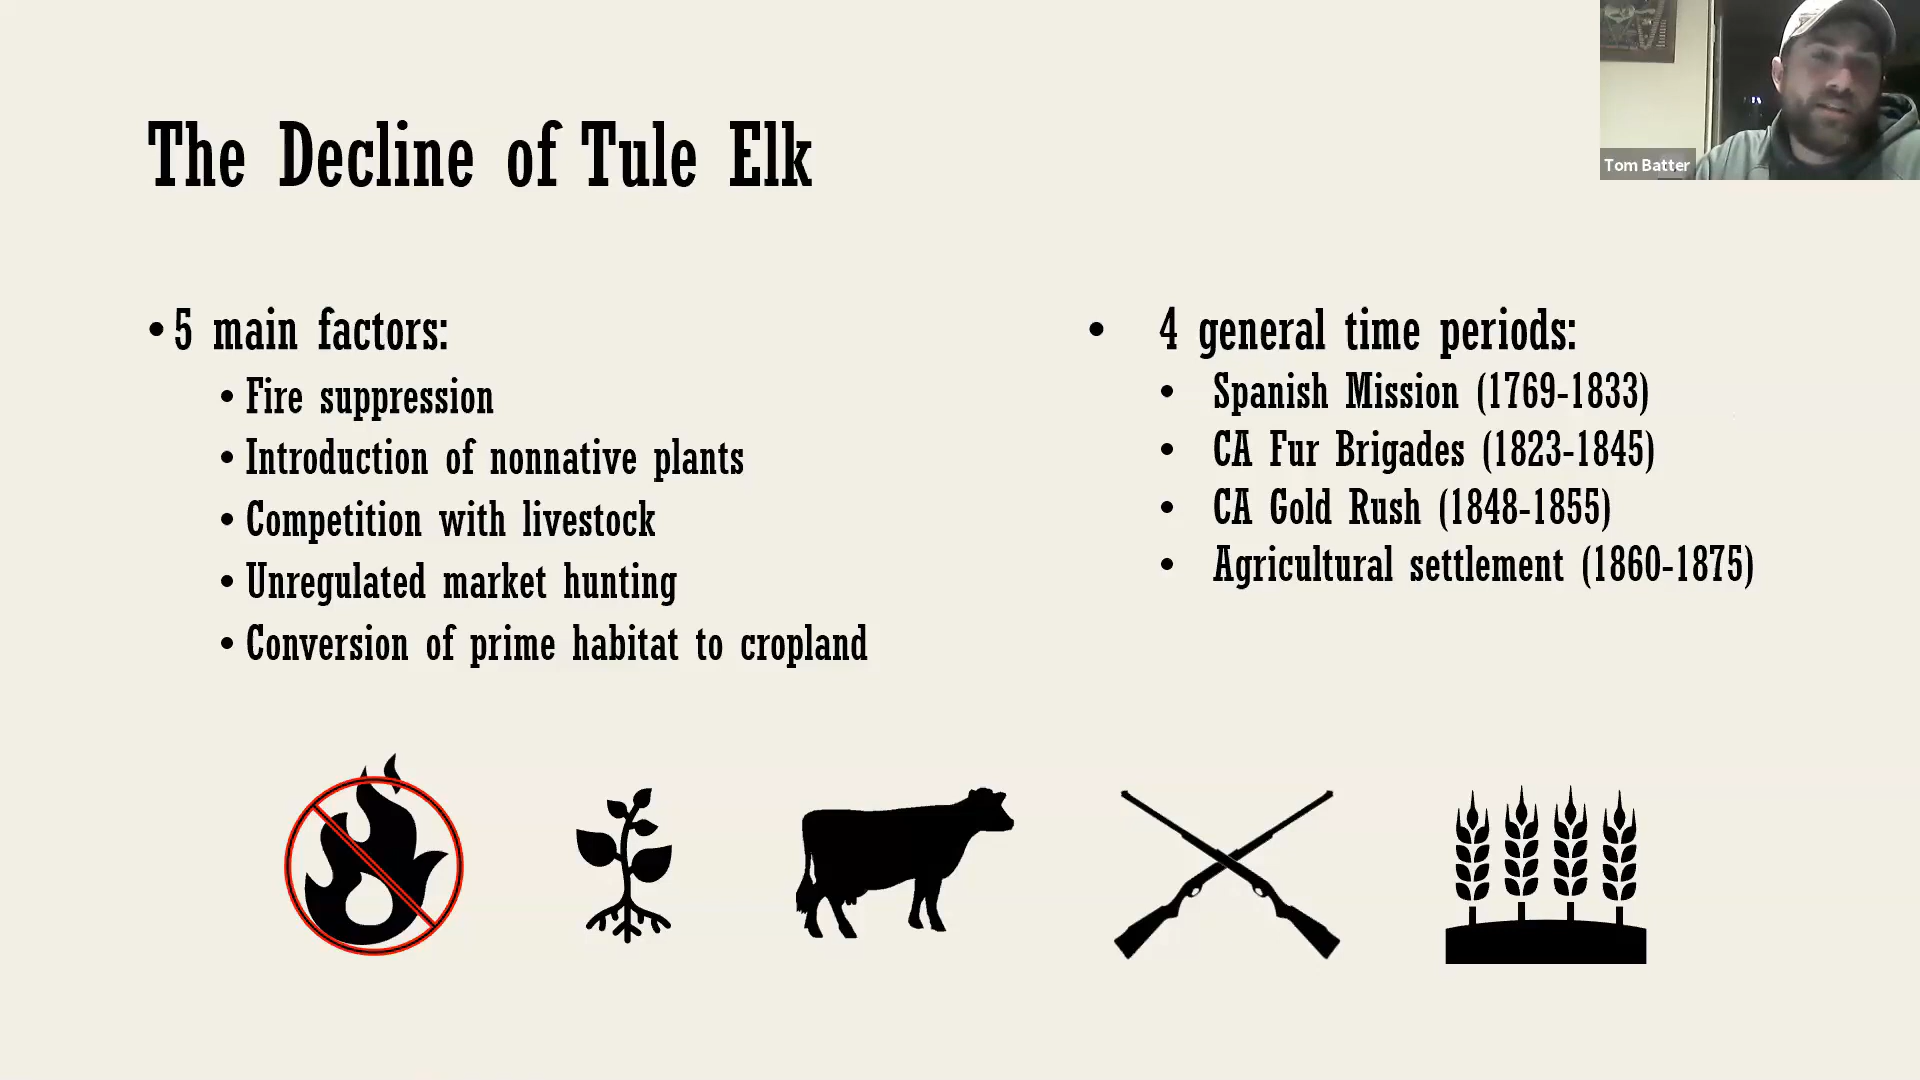 The Decline of Tule Elk
Tom Batter
• 5 main factors:
• Fire suppression
• Introduction of nonnative plants
• Competition with livestock
• Unregulated market hunting
• Conversion of prime habitat to cropland
• 4 general time periods:
• Spanish Mission (1769-1833)
• CA Fur Brigades (1823-1845)
• CA Gold Rush (1848-1855)
• Agricultural settlement (1860-1875)